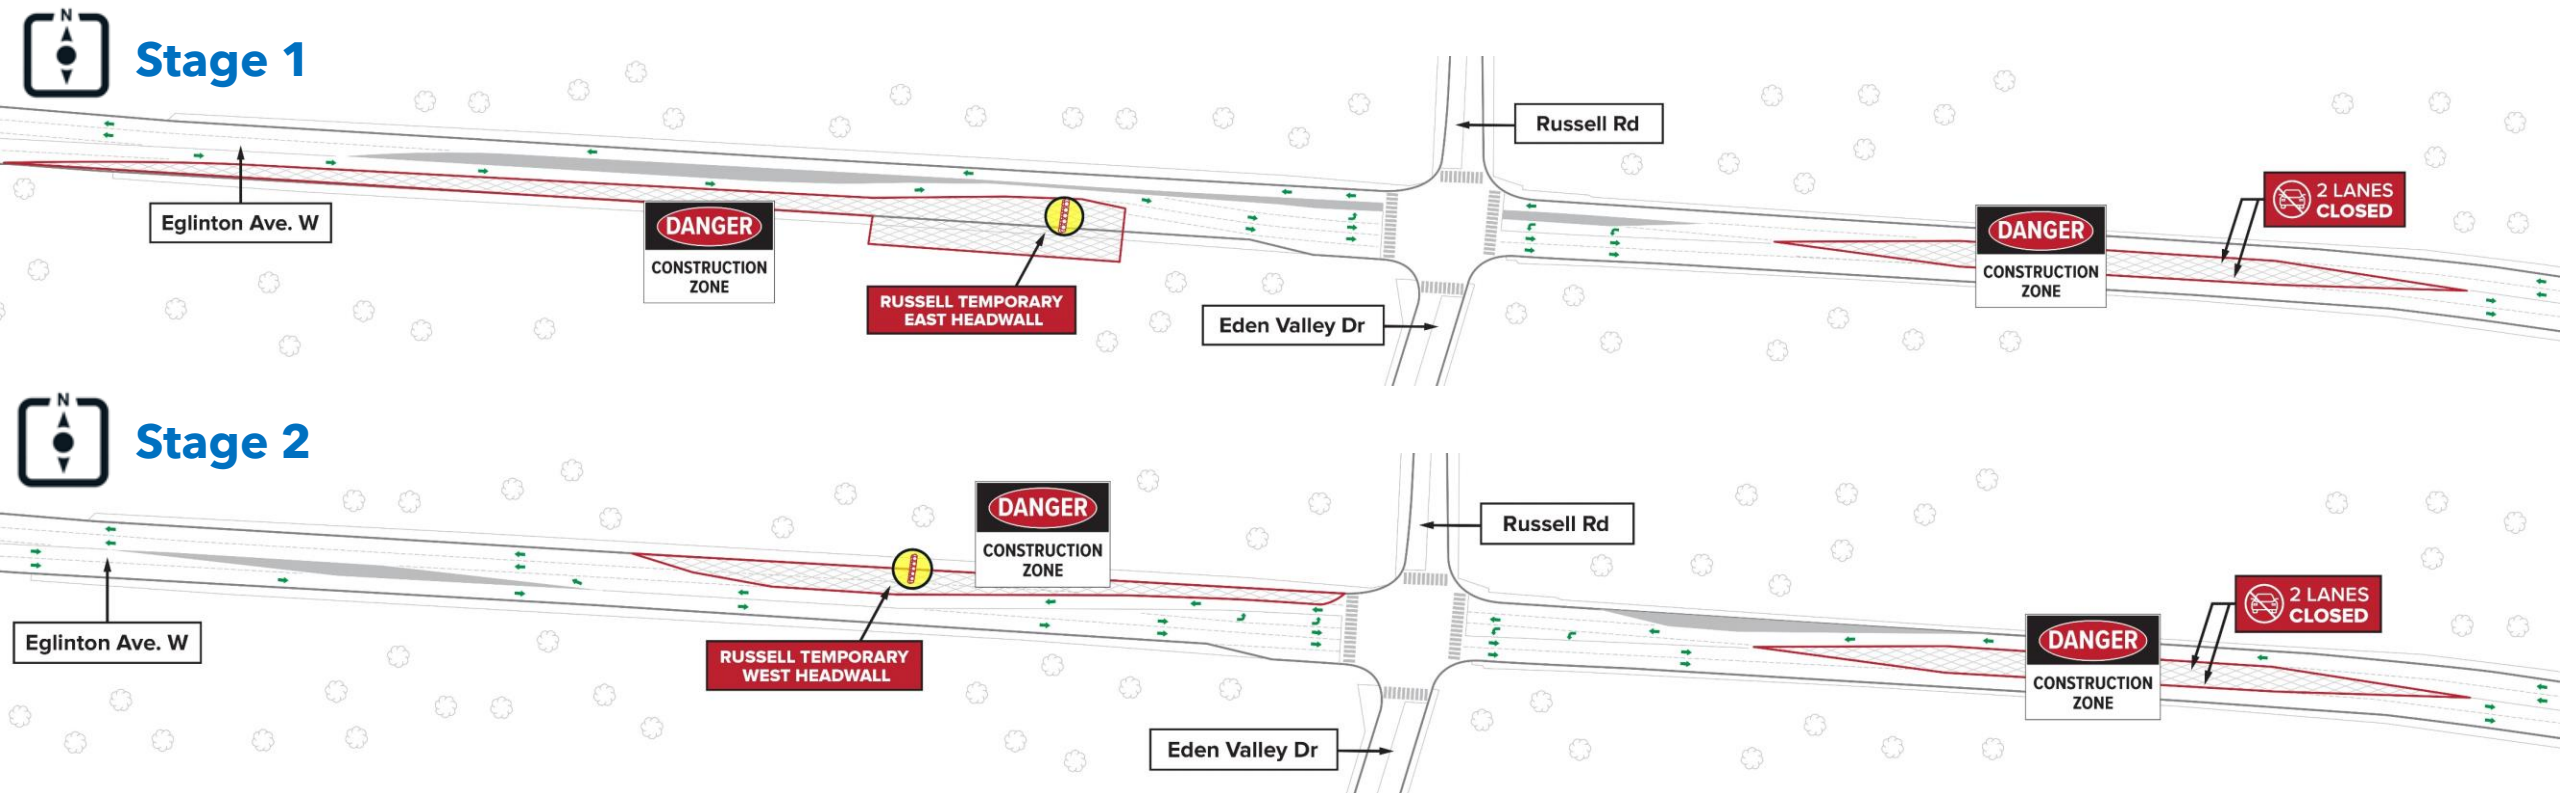 N
Stage 1
Russell Rd
2 LANES
CLOSED
Eglinton Ave. W
DANGER
CONSTRUCTION
ZONE
DANGER
CONSTRUCTION
ZONE
RUSSELL TEMPORARY
EAST HEADWALL
Eden Valley Dr
N
Stage 2
DANGER
CONSTRUCTION
ZONE
Russell Rd
2 LANES
CLOSED
Eglinton Ave. W
RUSSELL TEMPORARY
WEST HEADWALL
DANGER
CONSTRUCTION
ZONE
Eden Valley Dr